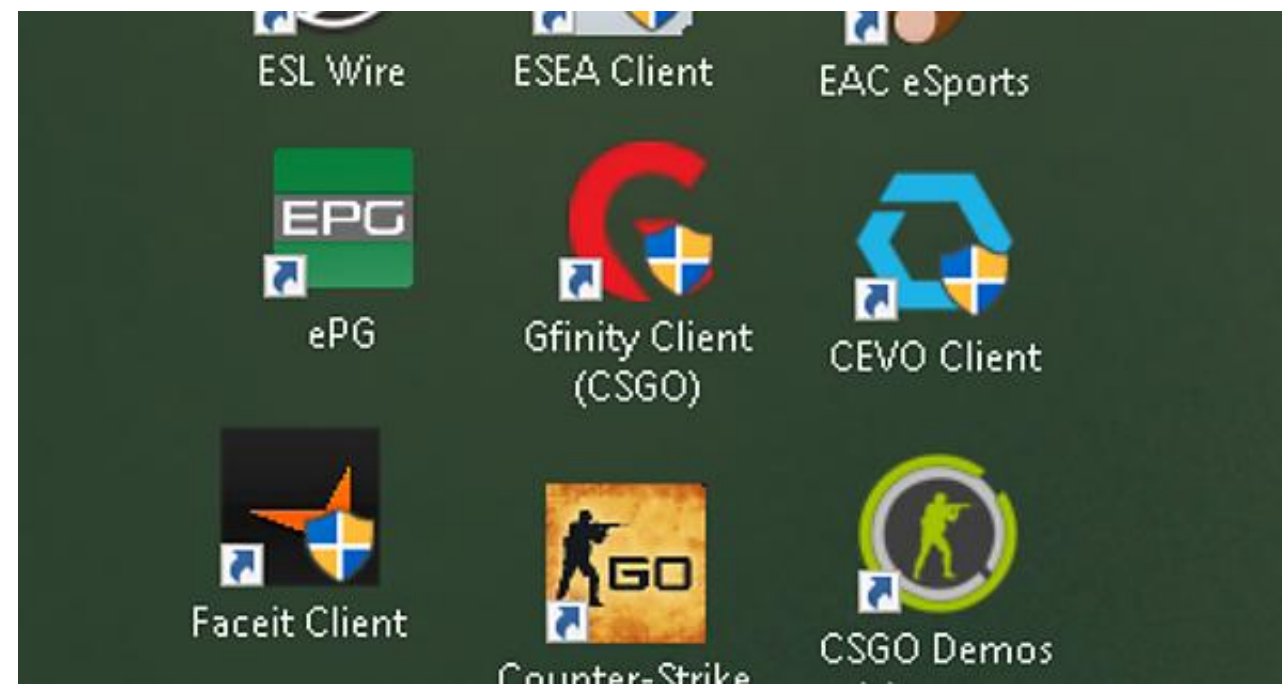 ESL Wire
ESEA Client
EAC eSports
EPG
ePG
Gfinity Client
(CSGO)
CEVO Client
Faceit Client
GO
Counter-Strike
CSGO Demos